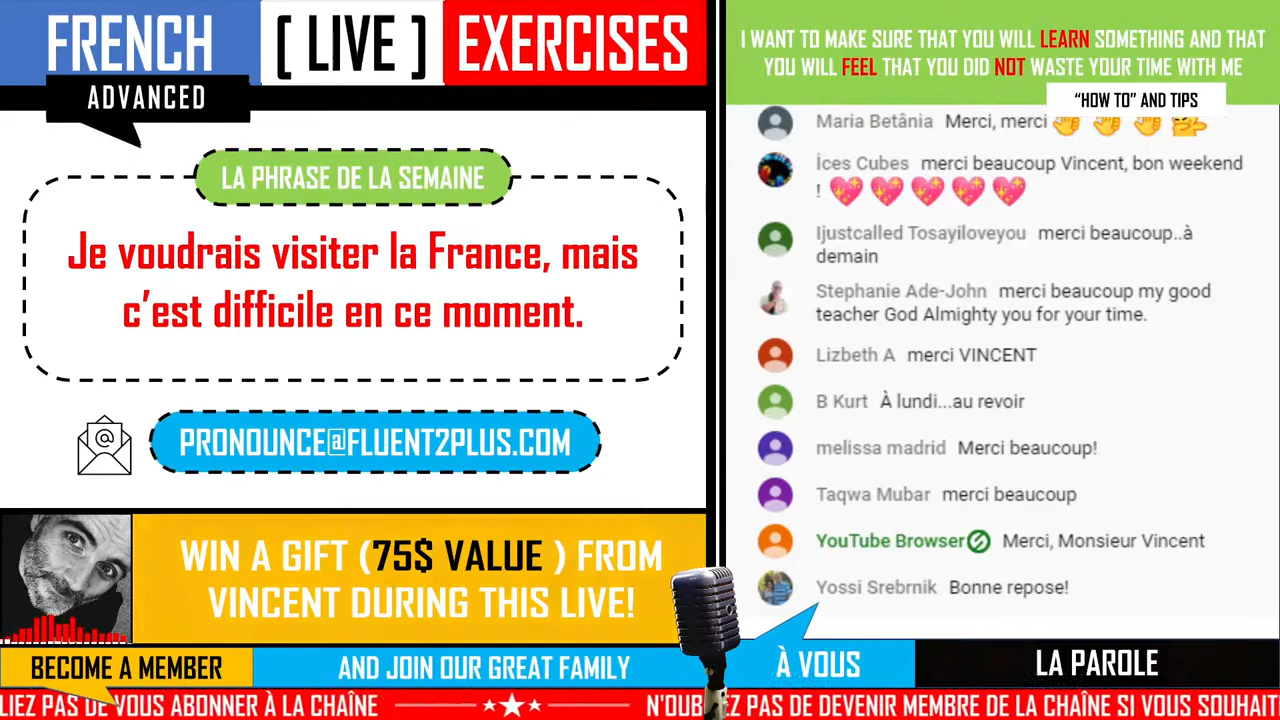 FRENCH
[ LIVE ]
EXERCISES
ADVANCED
LA PHRASE DE LA SEMAINE
Je voudrais visiter la France, mais
c'est difficile en ce moment.
PRONOUNCE@FLUENT2PLUS.COM
WIN A GIFT (75$ VALUE ) FROM
VINCENT DURING THIS LIVE!
BECOME A MEMBER
AND JOIN OUR GREAT FAMILY
I WANT TO MAKE SURE THAT YOU WILL LEARN SOMETHING AND THAT
YOU WILL FEEL THAT YOU DID NOT WASTE YOUR TIME WITH ME
"HOW TO" AND TIPS
Maria Betânia Merci, merci
İces Cubes merci beaucoup Vincent, bon weekend
!
Ijustcalled Tosayiloveyou merci beaucoup..à
demain
Stephanie Ade-John merci beaucoup my good
teacher God Almighty you for your time.
Lizbeth A merci VINCENT
B Kurt À lundi...au revoir
melissa madrid Merci beaucoup!
Taqwa Mubar merci beaucoup
YouTube Browser Merci, Monsieur Vincent
Yossi Srebrnik Bonne repose!
À VOUS
LA PAROLE
LIEZ PAS DE VOUS ABONNER À LA CHAÎNE
N'OUB EZ PAS DE DEVENIR MEMBRE DE LA CHAÎNE SI VOUS SOUHAIT